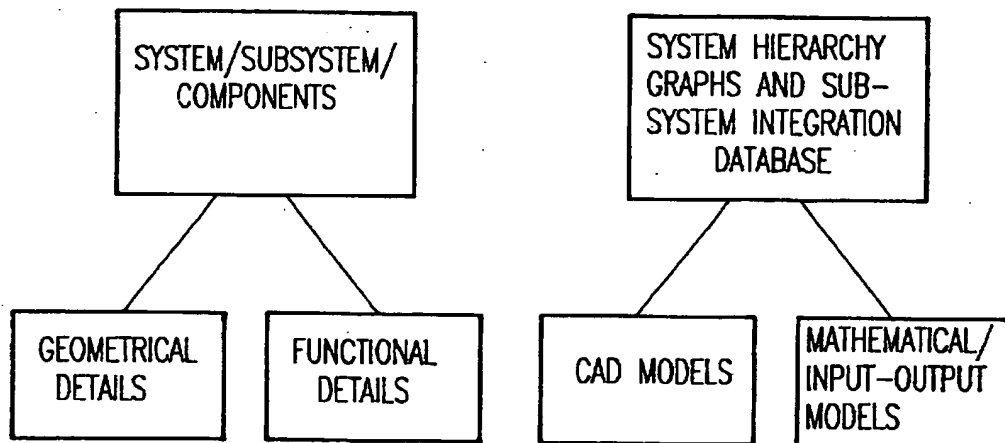 SYSTEM/SUBSYSTEM/
COMPONENTS
SYSTEM HIERARCHY
GRAPHS AND SUB-
SYSTEM INTEGRATION
DATABASE
GEOMETRICAL
DETAILS
FUNCTIONAL
DETAILS
CAD MODELS
MATHEMATICAL/
INPUT-OUTPUT
MODELS